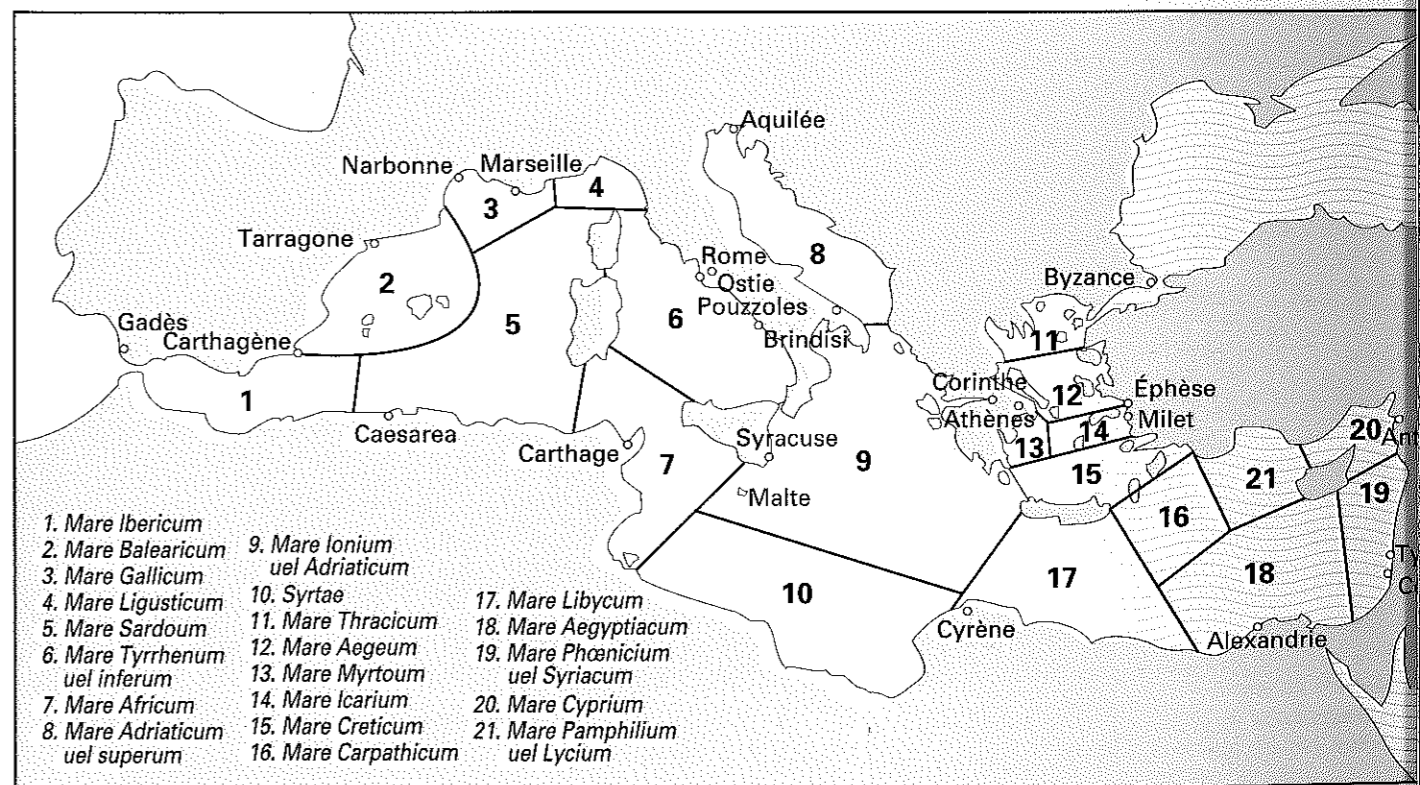 Aquilée
Narbonne
Marseille
4
3
Tarragone
8
Rome
Ostie
Byzance
2
Pouzzoles
6
5
Gadès
Carthagène
Brindisi
11
Corinthe
12
Éphèse
1
Athènes
Milet
14
13
20
Caesarea
Carthage
Syracuse
7
9
15
21
19
Malte
16
18
17
10
Cyrène
Alexandrie
1. Mare Ibericum
2. Mare Balearicum
3. Mare Gallicum
4. Mare Ligusticum
5. Mare Sardoum
6. Mare Tyrrhenum
uel inferum
7. Mare Africum
8. Mare Adriaticum
uel superum
9. Mare Ionium
uel Adriaticum
10. Syrtae
11. Mare Thracicum
12. Mare Aegeum
13. Mare Myrtoum
14. Mare Icarium
15. Mare Creticum
16. Mare Carpathicum
17. Mare Libycum
18. Mare Aegyptiacum
19. Mare Phœnicium
uel Syriacum
20. Mare Cyprium
21. Mare Pamphilium
uel Lycium